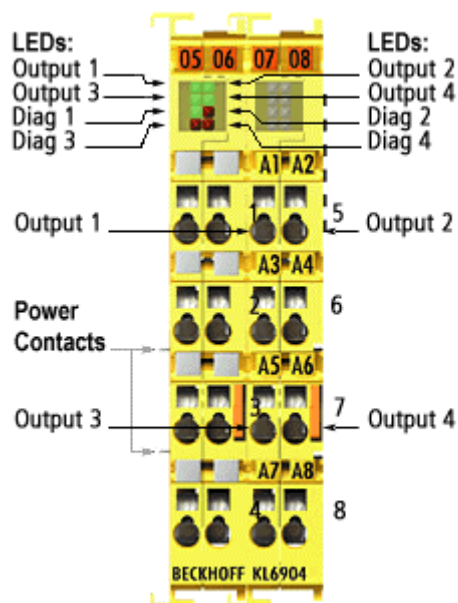 LEDs:
Output 1
Output 3
Diag 1
Diag 3
05 06 07 08
LEDs:
Output 2
Output 4
Diag 2
Diag 4
A1 A2
Output 1
1
5
Output 2
A3 A4
2
6
Power
Contacts
A5 A6
Output 3
3
7
Output 4
A7 A8
4
8
BECKHOFF KL6904